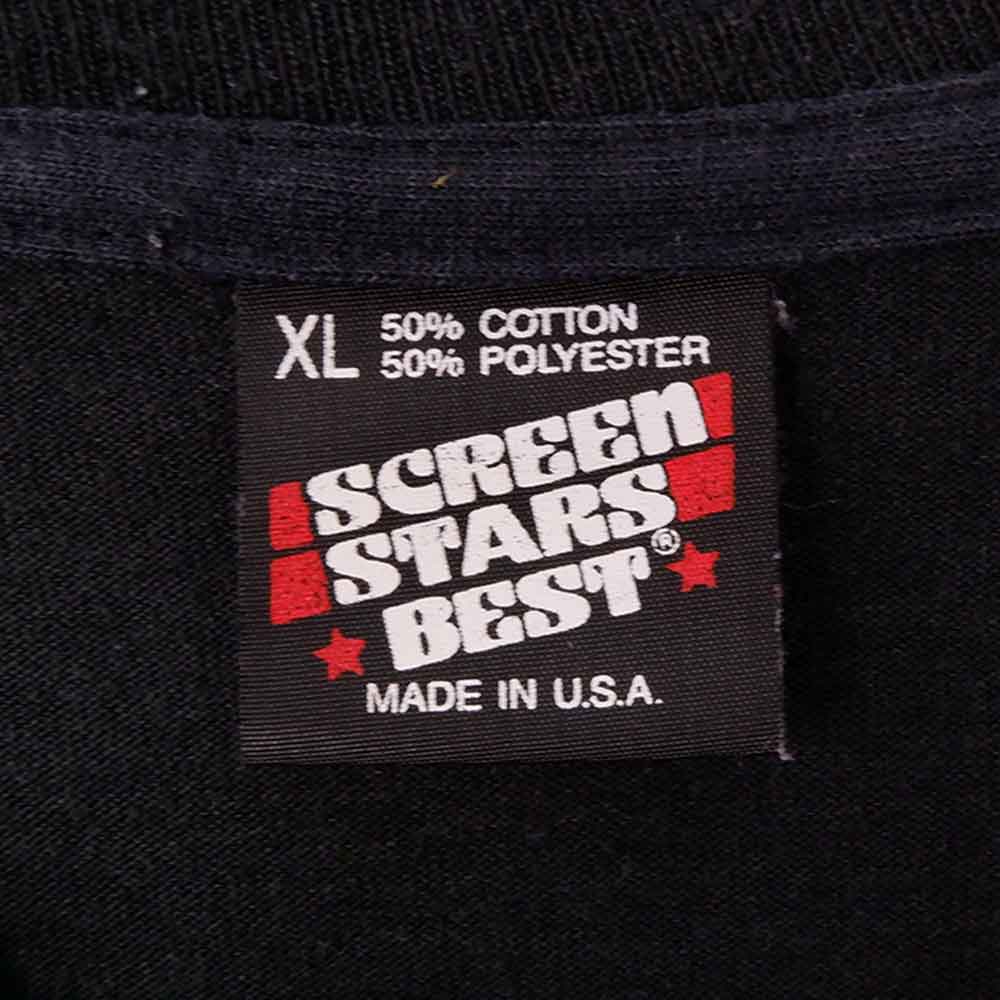 XL 50% COTTON
50% POLYESTER
SCREEN
STARS
BEST®
MADE IN U.S.A.